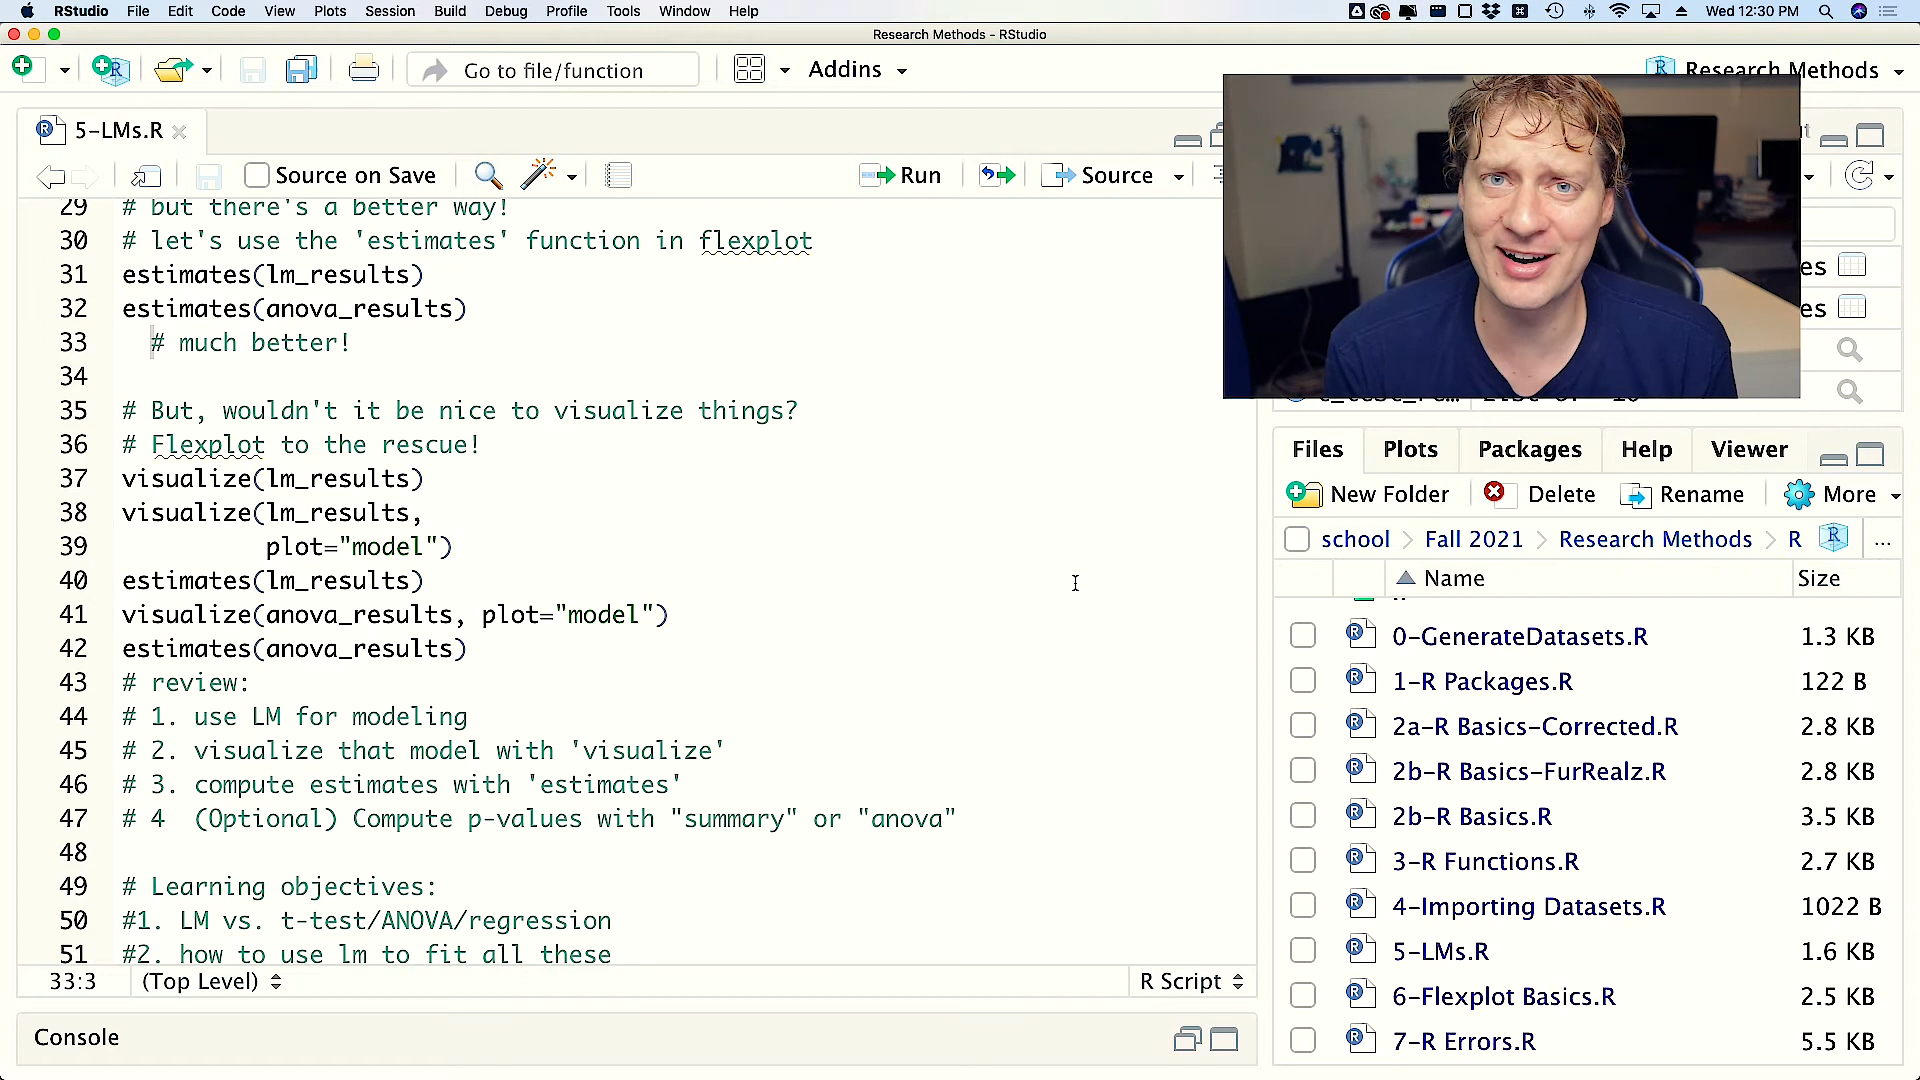 RStudio File Edit Code View Plots Session Build Debug Profile Tools Window Help Wed 12:30 PM
Research Methods - RStudio
Go to file/function Addins Research Methods
5-LMs.R
Source on Save Run Source
29 # but there's a better way!
30 # let's use the 'estimates' function in flexplot
31 estimates(lm_results)
32 estimates(anova_results)
33 # much better!
34
35 # But, wouldn't it be nice to visualize things?
36 # Flexplot to the rescue!
37 visualize(lm_results)
38 visualize(lm_results,
39 plot="model")
40 estimates(lm_results)
41 visualize(anova_results, plot="model")
42 estimates(anova_results)
43 # review:
44 # 1. use LM for modeling
45 # 2. visualize that model with 'visualize'
46 # 3. compute estimates with 'estimates'
47 # 4 (Optional) Compute p-values with "summary" or "anova"
48
49 # Learning objectives:
50 #1. LM vs. t-test/ANOVA/regression
51 #2. how to use lm to fit all these
33:3 (Top Level) R Script
Console
Files Plots Packages Help Viewer
New Folder Delete Rename More
school Fall 2021 Research Methods R ...
Name Size
0-GenerateDatasets.R 1.3 KB
1-R Packages.R 122 B
2a-R Basics-Corrected.R 2.8 KB
2b-R Basics-FurRealz.R 2.8 KB
2b-R Basics.R 3.5 KB
3-R Functions.R 2.7 KB
4-Importing Datasets.R 1022 B
5-LMs.R 1.6 KB
6-Flexplot Basics.R 2.5 KB
7-R Errors.R 5.5 KB